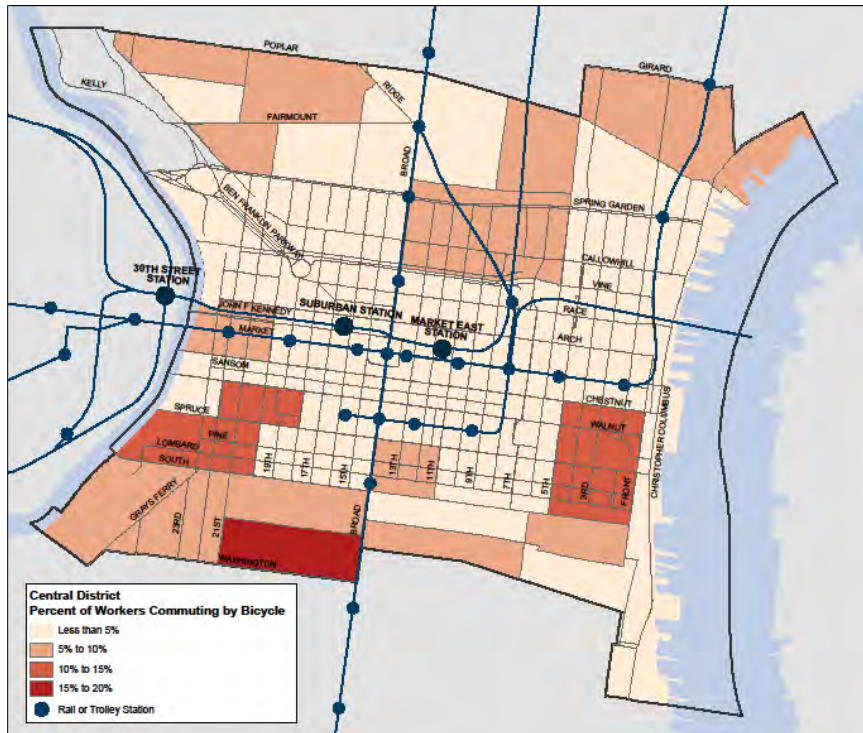 POPLAR
GIRARD
KELLY
RIDGE
FAIRMOUNT
BROAD
BEN FRANKLIN PARKWAY
SPRING GARDEN
CALLOWHILL
VINE
30TH STREET
STATION
JOHN F KENNEDY
SUBURBAN STATION
MARKET EAST
STATION
RACE
MARKET
ARCH
SANSOM
CHESTNUT
CHRISTOPHER COLUMBUS
SPRUCE
WALNUT
PINE
LOMBARD
SOUTH
19TH
17TH
15TH
13TH
11TH
9TH
7TH
5TH
3RD
FRONT
GRAYS FERRY
23RD
21ST
BROAD
WASHINGTON
Central District
Percent of Workers Commuting by Bicycle
Less than 5%
5% to 10%
10% to 15%
15% to 20%
Rail or Trolley Station